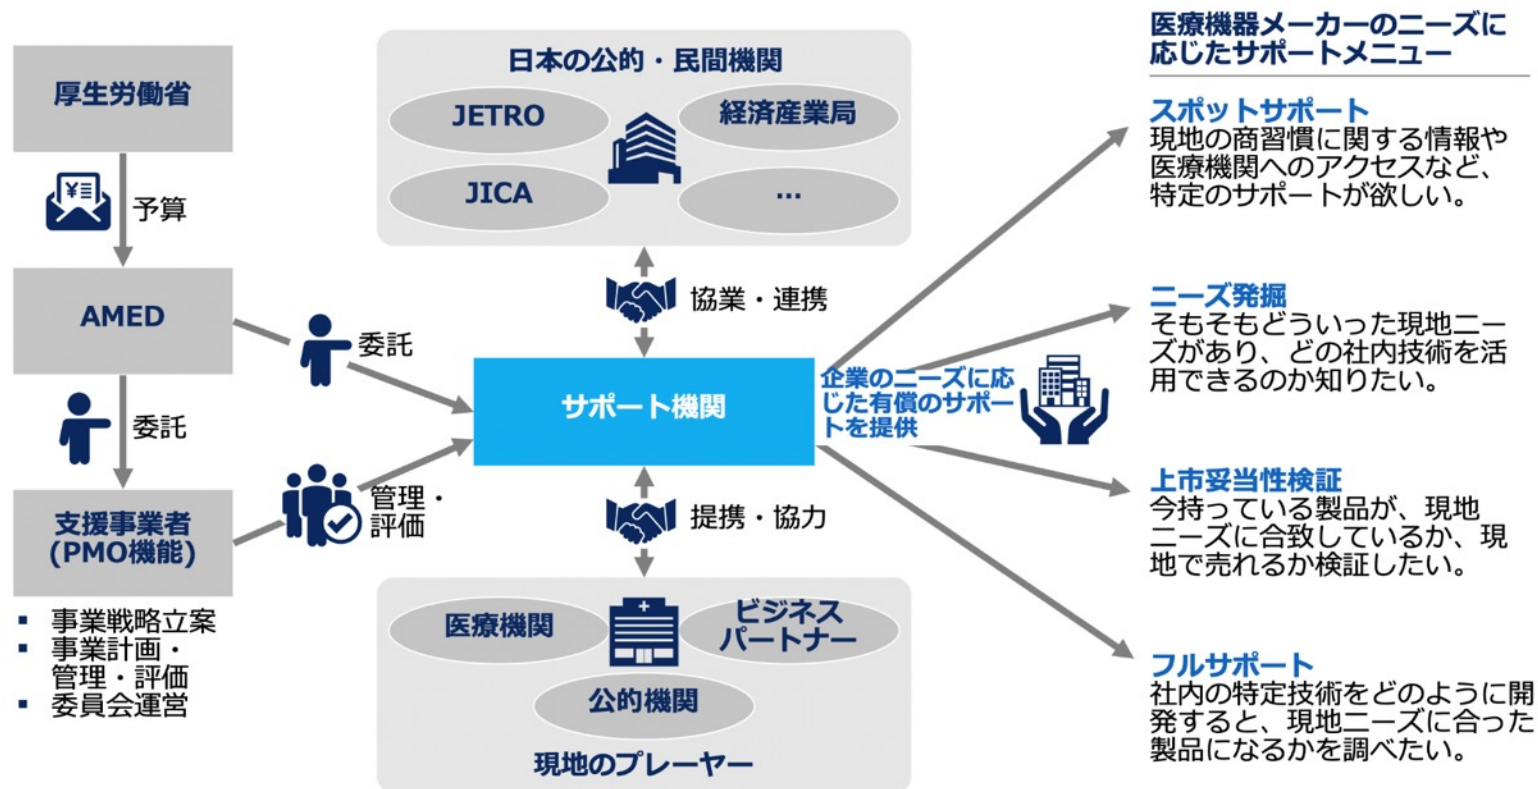 厚生労働省
予算
AMED
委託
委託
支援事業者
(PMO機能)
▪ 事業戦略立案
▪ 事業計画・
管理・評価
▪ 委員会運営
管理・
評価
日本の公的・民間機関
JETRO
経済産業局
JICA
…
協業・連携
サポート機関
提携・協力
医療機関
ビジネス
パートナー
公的機関
現地のプレーヤー
企業のニーズに応
じた有償のサポー
トを提供
医療機器メーカーのニーズに
応じたサポートメニュー
スポットサポート
現地の商習慣に関する情報や
医療機関へのアクセスなど、
特定のサポートが欲しい。
ニーズ発掘
そもそもどういった現地ニー
ズがあり、どの社内技術を活
用できるのか知りたい。
上市妥当性検証
今持っている製品が、現地
ニーズに合致しているか、現
地で売れるか検証したい。
フルサポート
社内の特定技術をどのように開
発すると、現地ニーズに合った
製品になるかを調べたい。